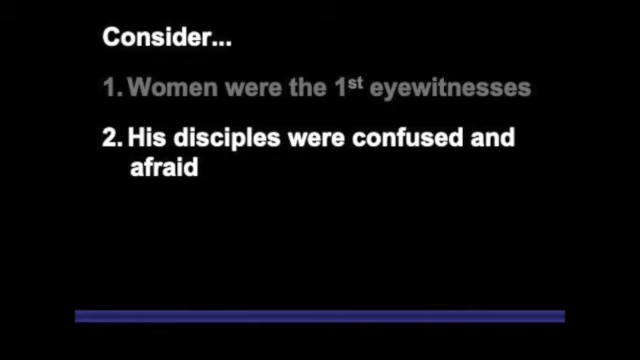 Consider...
1. Women were the 1st eyewitnesses
2. His disciples were confused and
afraid